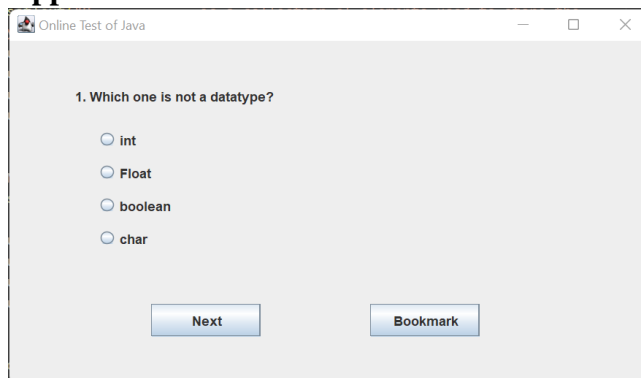 Online Test of Java
1. Which one is not a datatype?
int
Float
boolean
char
Next Bookmark